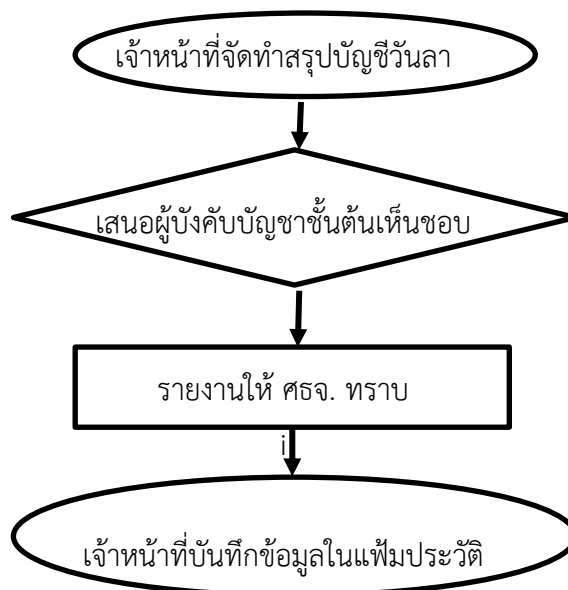 เจ้าหน้าที่จัดทำสรุปบัญชีวันลา
เสนอผู้บังคับบัญชาชั้นต้นเห็นชอบ
รายงานให้ ศธจ. ทราบ
i
เจ้าหน้าที่บันทึกข้อมูลในแฟ้มประวัติ